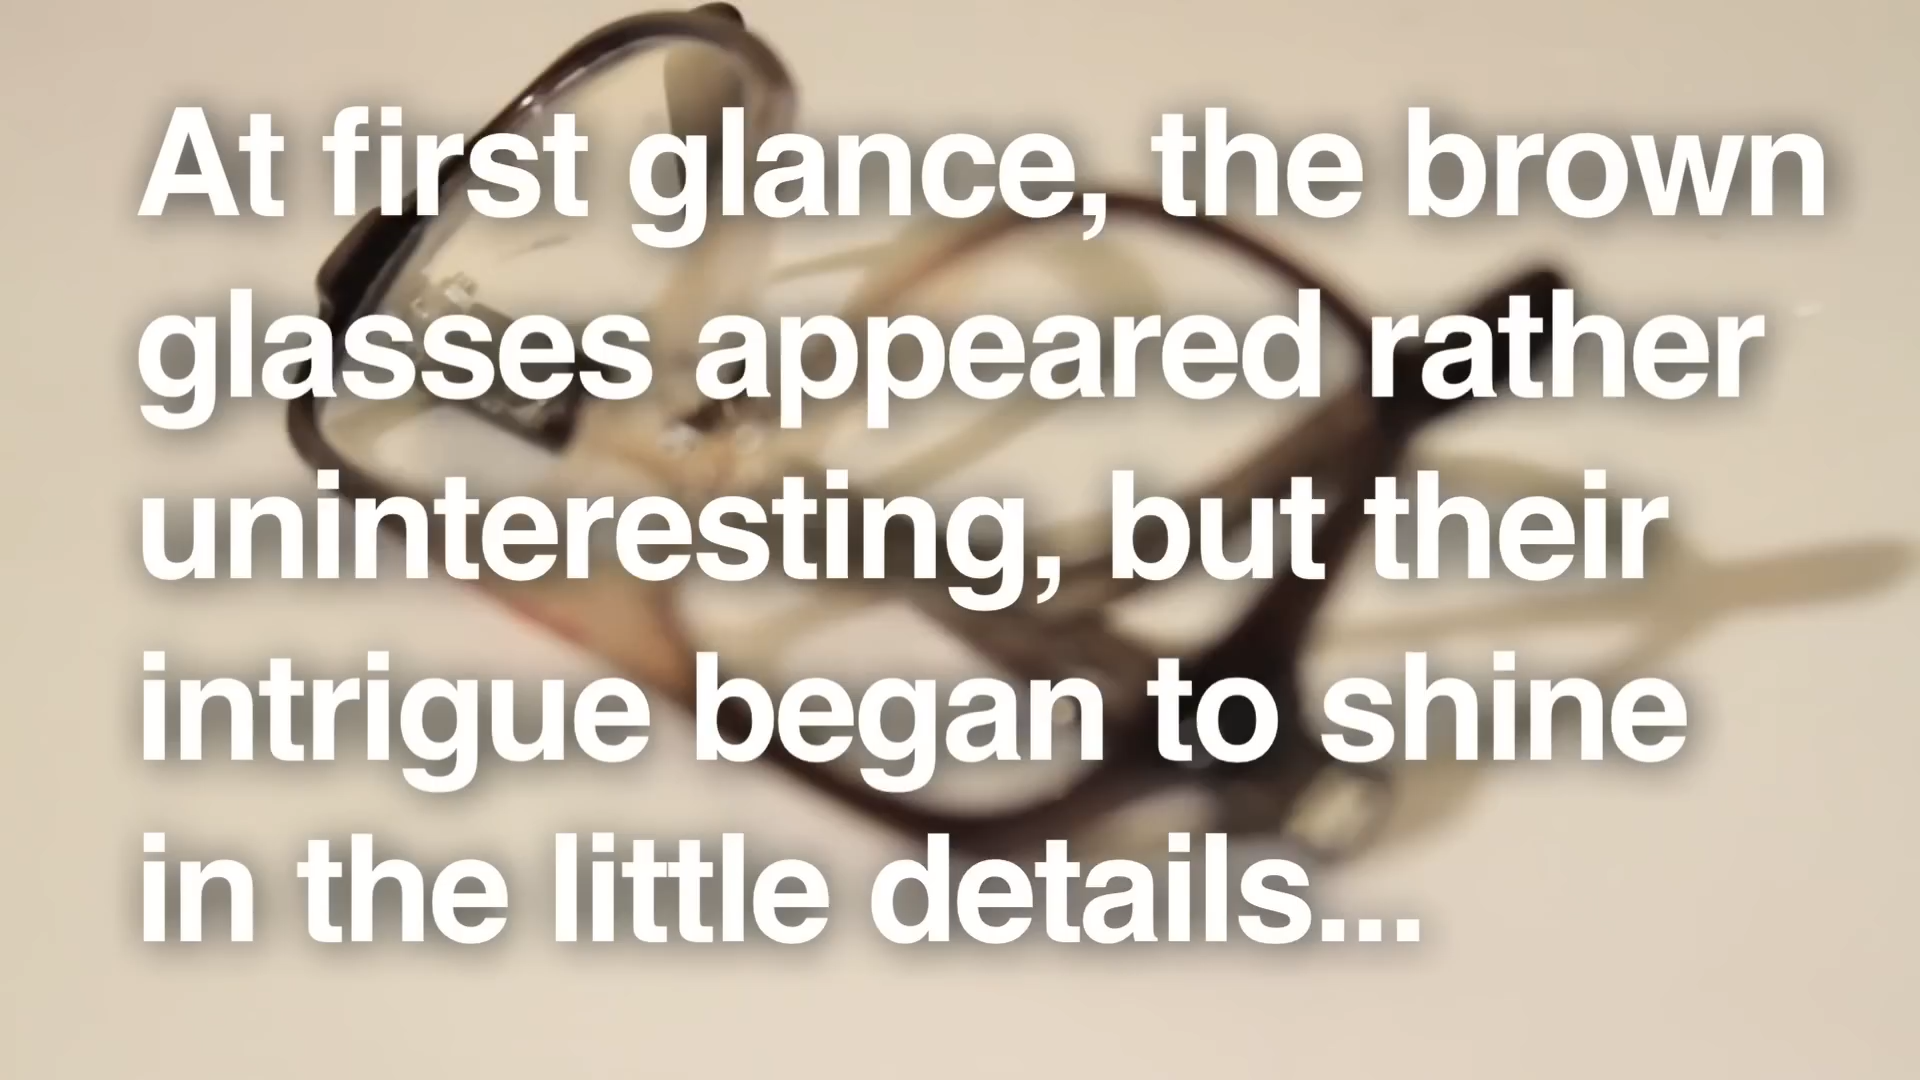 At first glance, the brown
glasses appeared rather
uninteresting, but their
intrigue began to shine
in the little details...